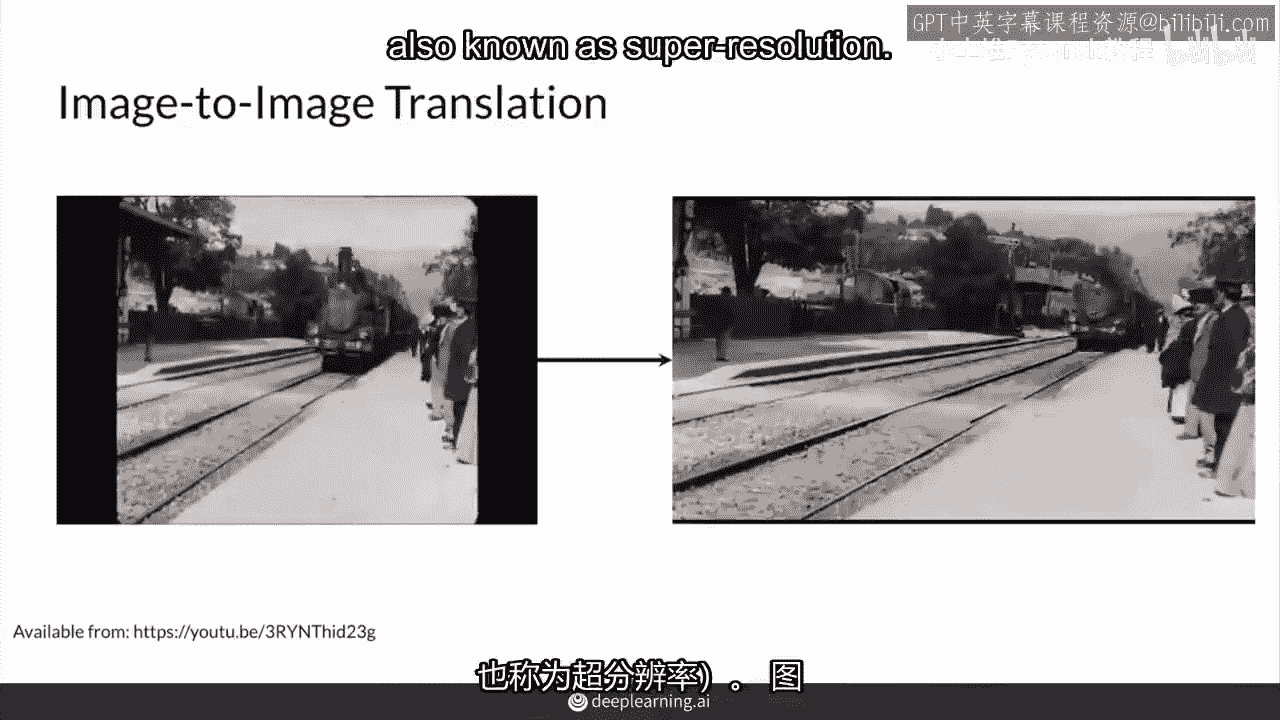 GPT中英字幕课程资源@bilibili.com
also known as super-resolution.
Image-to-Image Translation
Available from: https://youtu.be/3RYNThid23g
也称为超分辨率) 。 图
deeplearning.ai